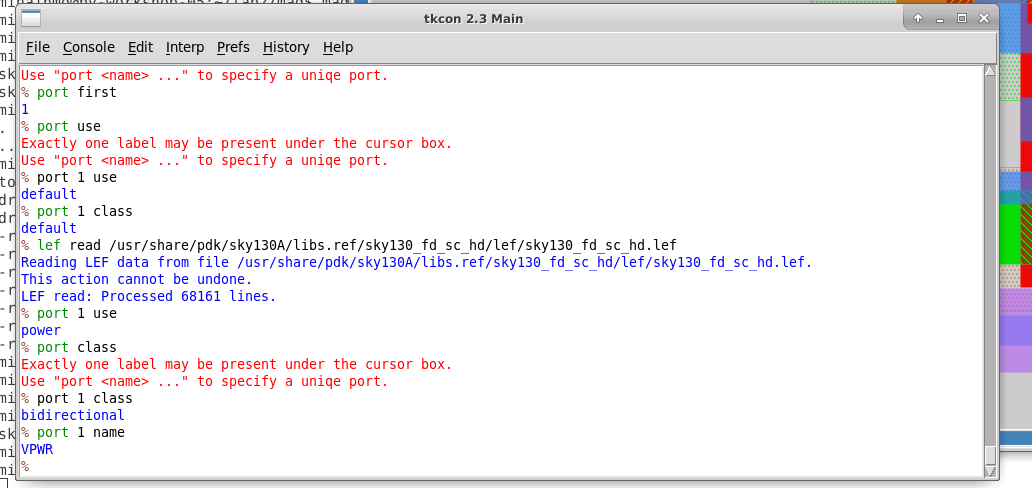 tkcon 2.3 Main
File Console Edit Interp Prefs History Help
Use "port <name> ..." to specify a uniqe port.
% port first
1
% port use
Exactly one label may be present under the cursor box.
Use "port <name> ..." to specify a uniqe port.
% port 1 use
default
% port 1 class
default
% lef read /usr/share/pdk/sky130A/libs.ref/sky130_fd_sc_hd/lef/sky130_fd_sc_hd.lef
Reading LEF data from file /usr/share/pdk/sky130A/libs.ref/sky130_fd_sc_hd/lef/sky130_fd_sc_hd.lef.
This action cannot be undone.
LEF read: Processed 68161 lines.
% port 1 use
power
% port class
Exactly one label may be present under the cursor box.
Use "port <name> ..." to specify a uniqe port.
% port 1 class
bidirectional
% port 1 name
VPWR
%